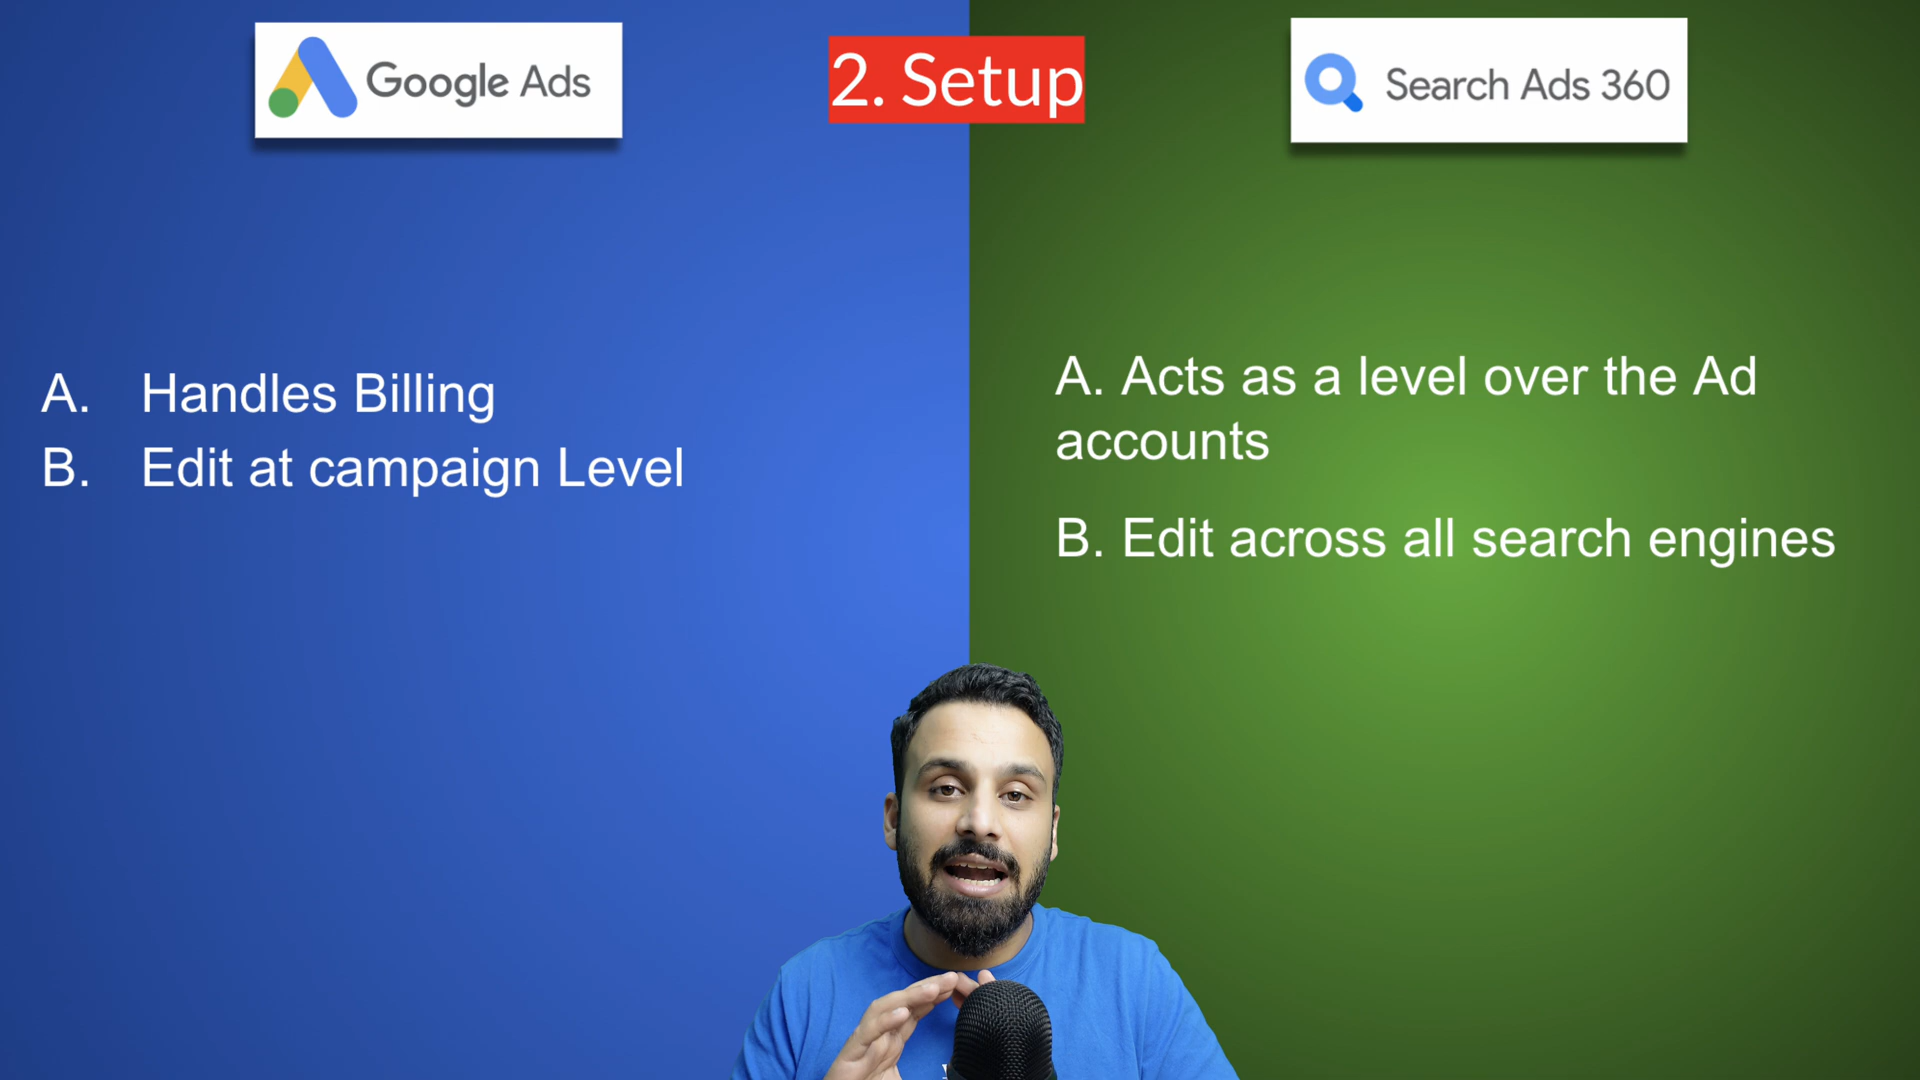 Google Ads
2. Setup
Search Ads 360
A. Handles Billing
B. Edit at campaign Level
A. Acts as a level over the Ad
accounts
B. Edit across all search engines